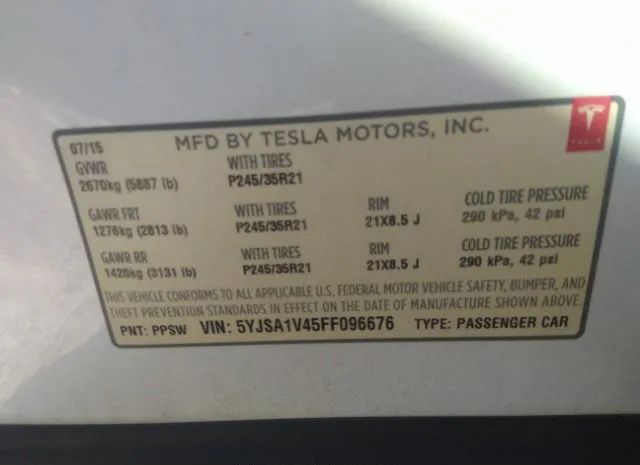 07/15 MFD BY TESLA MOTORS, INC.
TESLA
GVWR WITH TIRES
2670kg (5887 lb) P245/35R21
GAWR FRT WITH TIRES RIM COLD TIRE PRESSURE
1276kg (2813 lb) P245/35R21 21X8.5 J 290 kPa, 42 psi
GAWR RR WITH TIRES RIM COLD TIRE PRESSURE
1420kg (3131 lb) P245/35R21 21X8.5 J 290 kPa, 42 psi
THIS VEHICLE CONFORMS TO ALL APPLICABLE U.S. FEDERAL MOTOR VEHICLE SAFETY, BUMPER, AND
THEFT PREVENTION STANDARDS IN EFFECT ON THE DATE OF MANUFACTURE SHOWN ABOVE.
PNT: PPSW VIN: 5YJSA1V45FF096676 TYPE: PASSENGER CAR